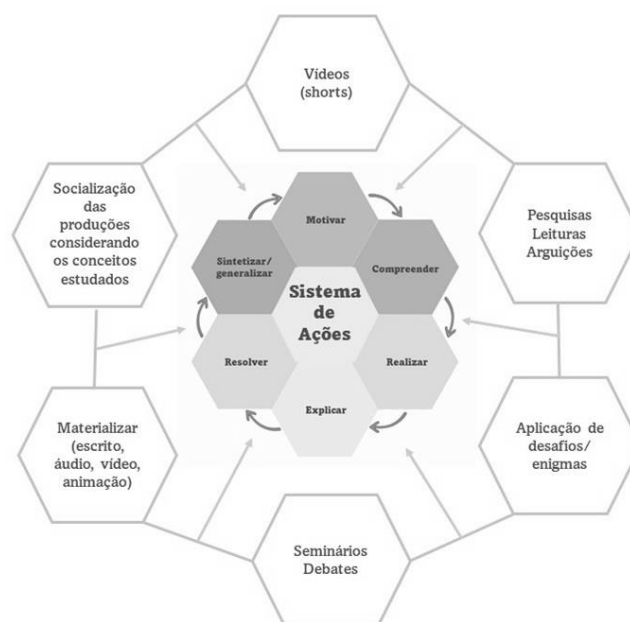 Vídeos
(shorts)
Socialização
das
produções
considerando
os conceitos
estudados
Pesquisas
Leituras
Arguições
Motivar
Sintetizar/
generalizar
Compreender
Sistema
de
Ações
Resolver
Realizar
Explicar
Materializar
(escrito,
áudio, vídeo,
animação)
Aplicação de
desafios/
enigmas
Seminários
Debates